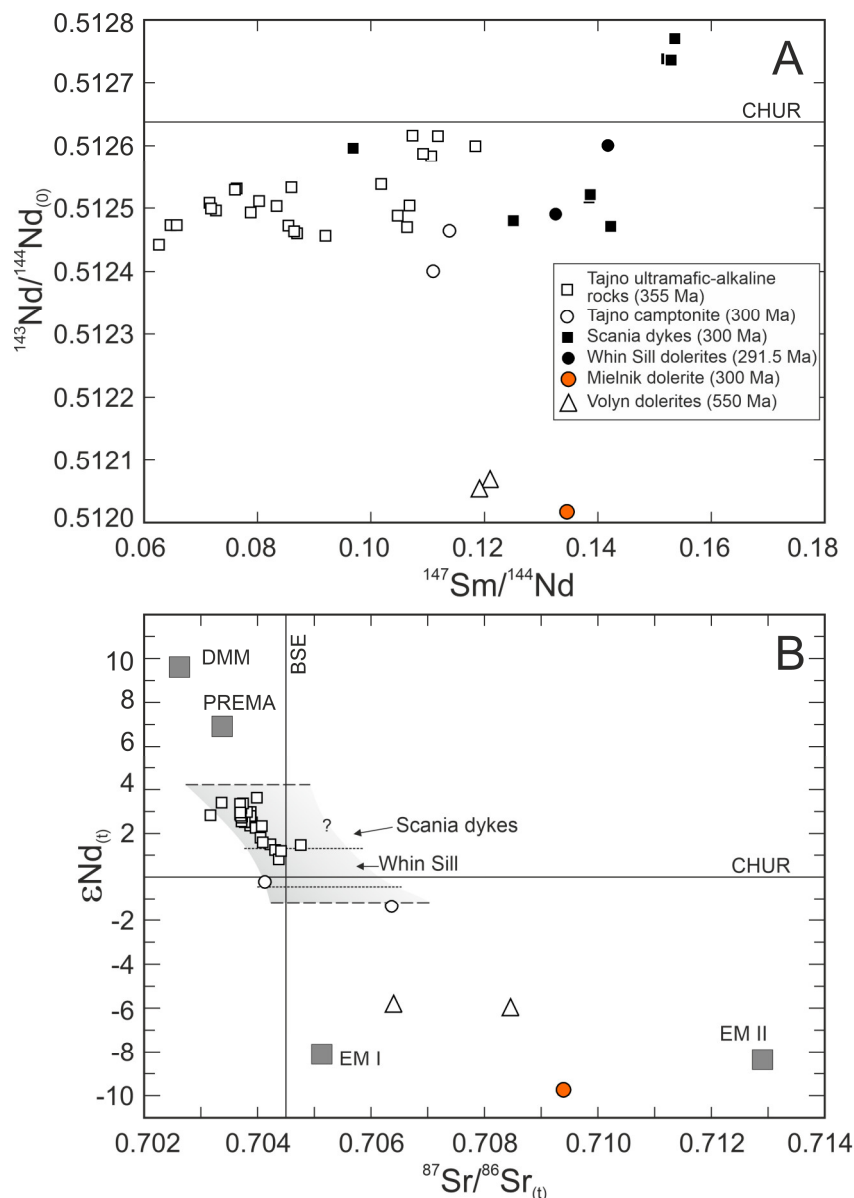 A
0.5128
0.5127
CHUR
0.5126
0.5125
0.5124
0.5123
0.5122
0.5121
0.5120
143Nd/144Nd(0)
Tajno ultramafic-alkaline
rocks (355 Ma)
Tajno camptonite (300 Ma)
Scania dykes (300 Ma)
Whin Sill dolerites (291.5 Ma)
Mielnik dolerite (300 Ma)
Volyn dolerites (550 Ma)
0.06 0.08 0.10 0.12 0.14 0.16 0.18
147Sm/144Nd
B
BSE
10
DMM
8
PREMA
6
4
?
Scania dykes
2
Whin Sill
CHUR
0
-2
-4
-6
EM II
-8
EM I
-10
εNd(t)
0.702 0.704 0.706 0.708 0.710 0.712 0.714
87Sr/86Sr(t)